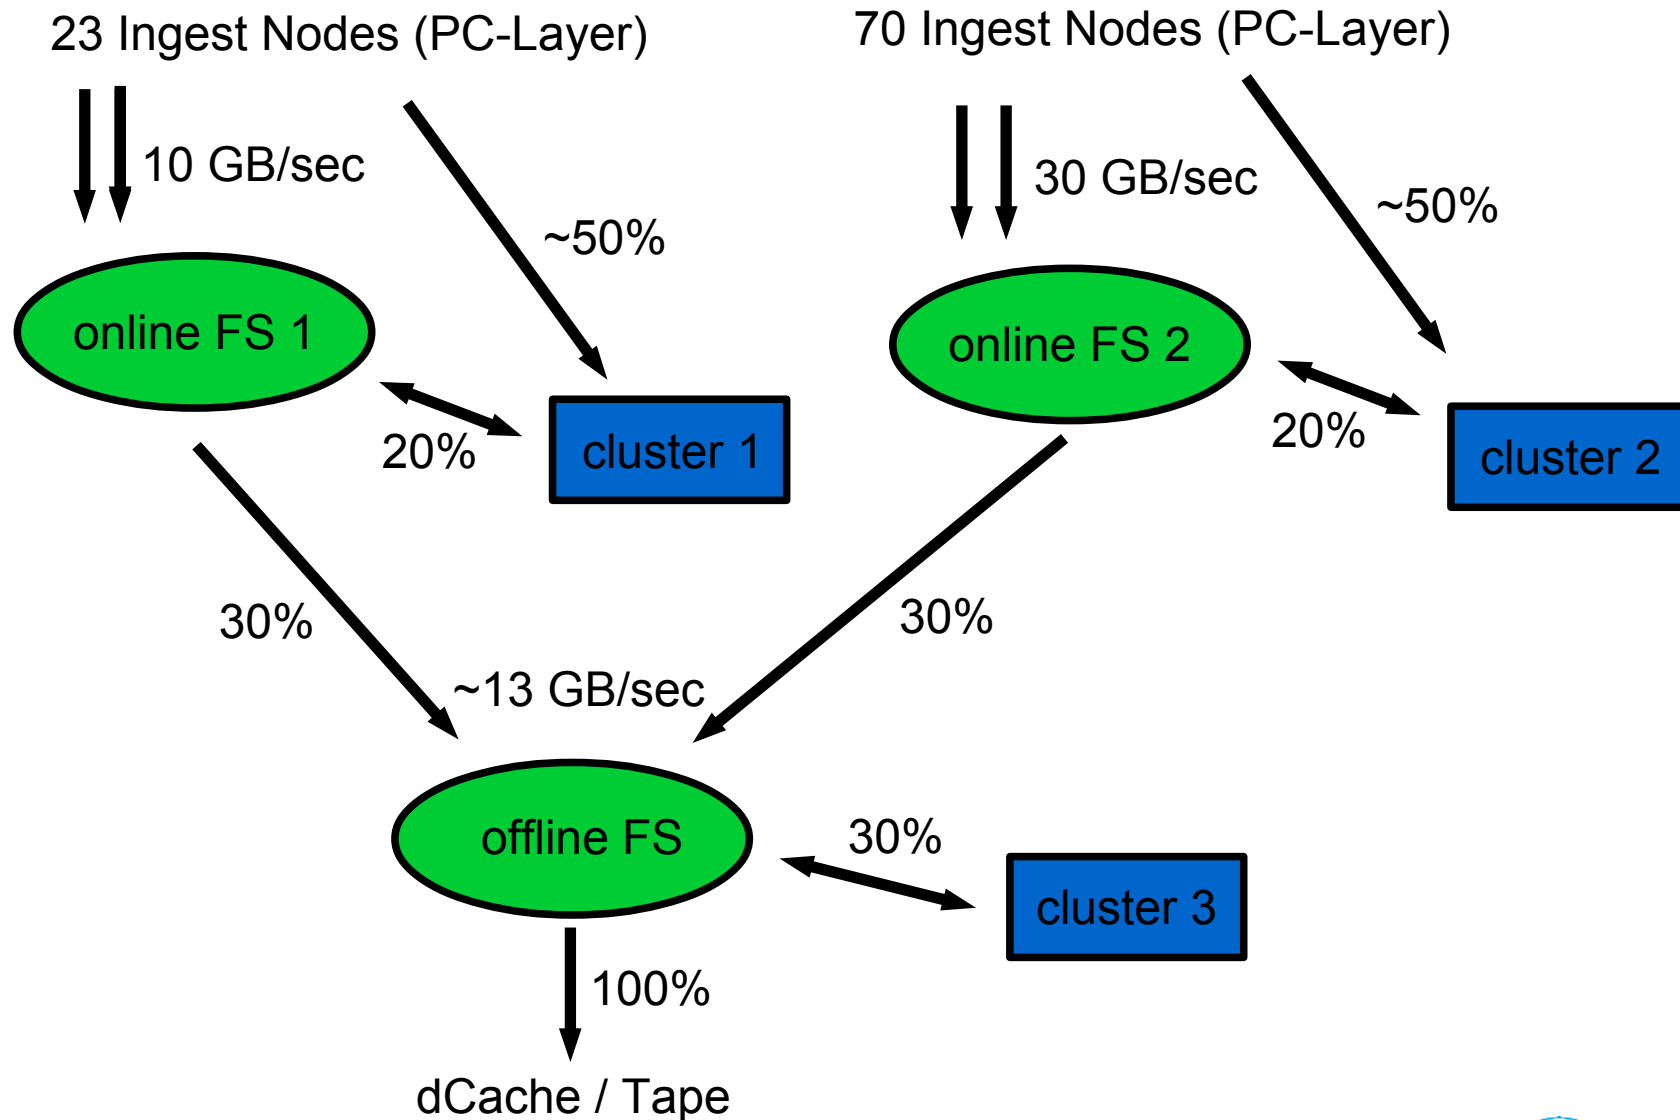 23 Ingest Nodes (PC-Layer)
70 Ingest Nodes (PC-Layer)
10 GB/sec
30 GB/sec
~50%
~50%
online FS 1
online FS 2
20%
cluster 1
20%
cluster 2
30%
30%
~13 GB/sec
offline FS
30%
cluster 3
100%
dCache / Tape